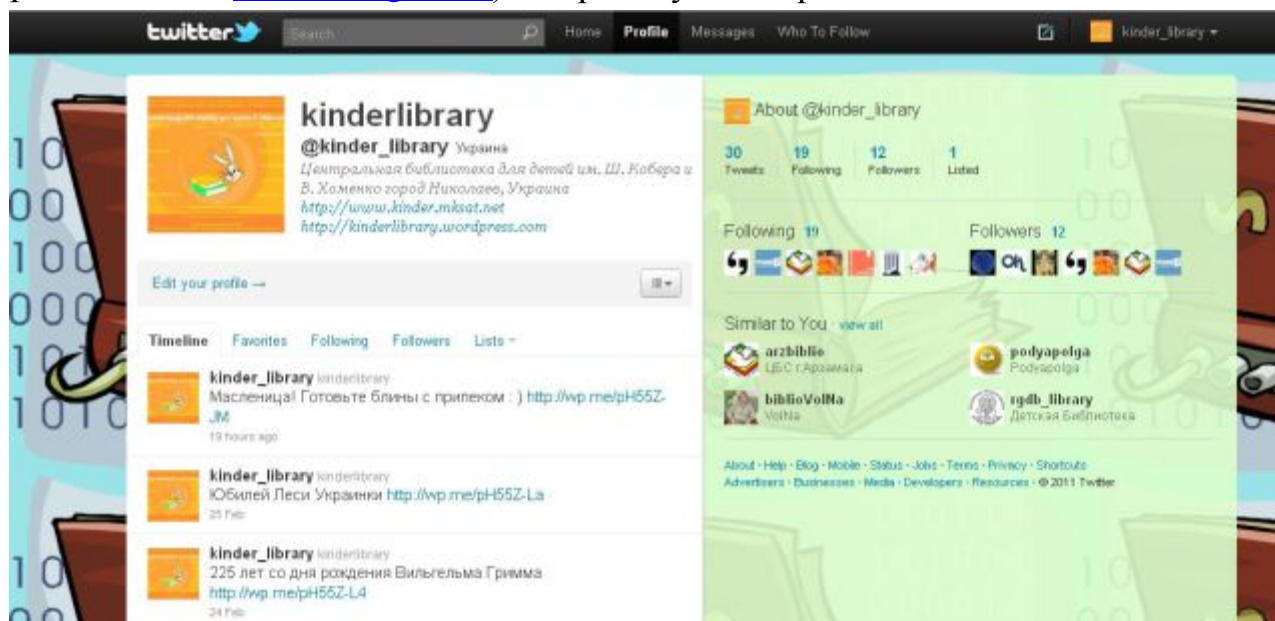 twitter Search Home Profile Messages Who To Follow kinder_library
kinderlibrary
@kinder_library Украина
Центральная библиотека для детей им. Ш. Кобера и
В. Хоменко город Николаев, Украина
http://www.kinder.mksat.net
http://kinderlibrary.wordpress.com
Edit your profile →
Timeline Favorites Following Followers Lists
kinder_library kinderlibrary
Масленица! Готовьте блины с припеком : ) http://wp.me/pH55Z-
JM
19 hours ago
kinder_library kinderlibrary
Юбилей Леси Украинки http://wp.me/pH55Z-La
25 Feb
kinder_library kinderlibrary
225 лет со дня рождения Вильгельма Гримма
http://wp.me/pH55Z-L4
24 Feb
About @kinder_library
30 19 12 1
Tweets Following Followers Listed
Following 19 Followers 12
Oh,
Similar to You · view all
arzbiblio
ЦБС г.Арзамаса
podyapolga
Podyapolga
biblioVolNa
VolNa
rgdb_library
Детская Библиотека
About · Help · Blog · Mobile · Status · Jobs · Terms · Privacy · Shortcuts
Advertisers · Businesses · Media · Developers · Resources · © 2011 Twitter